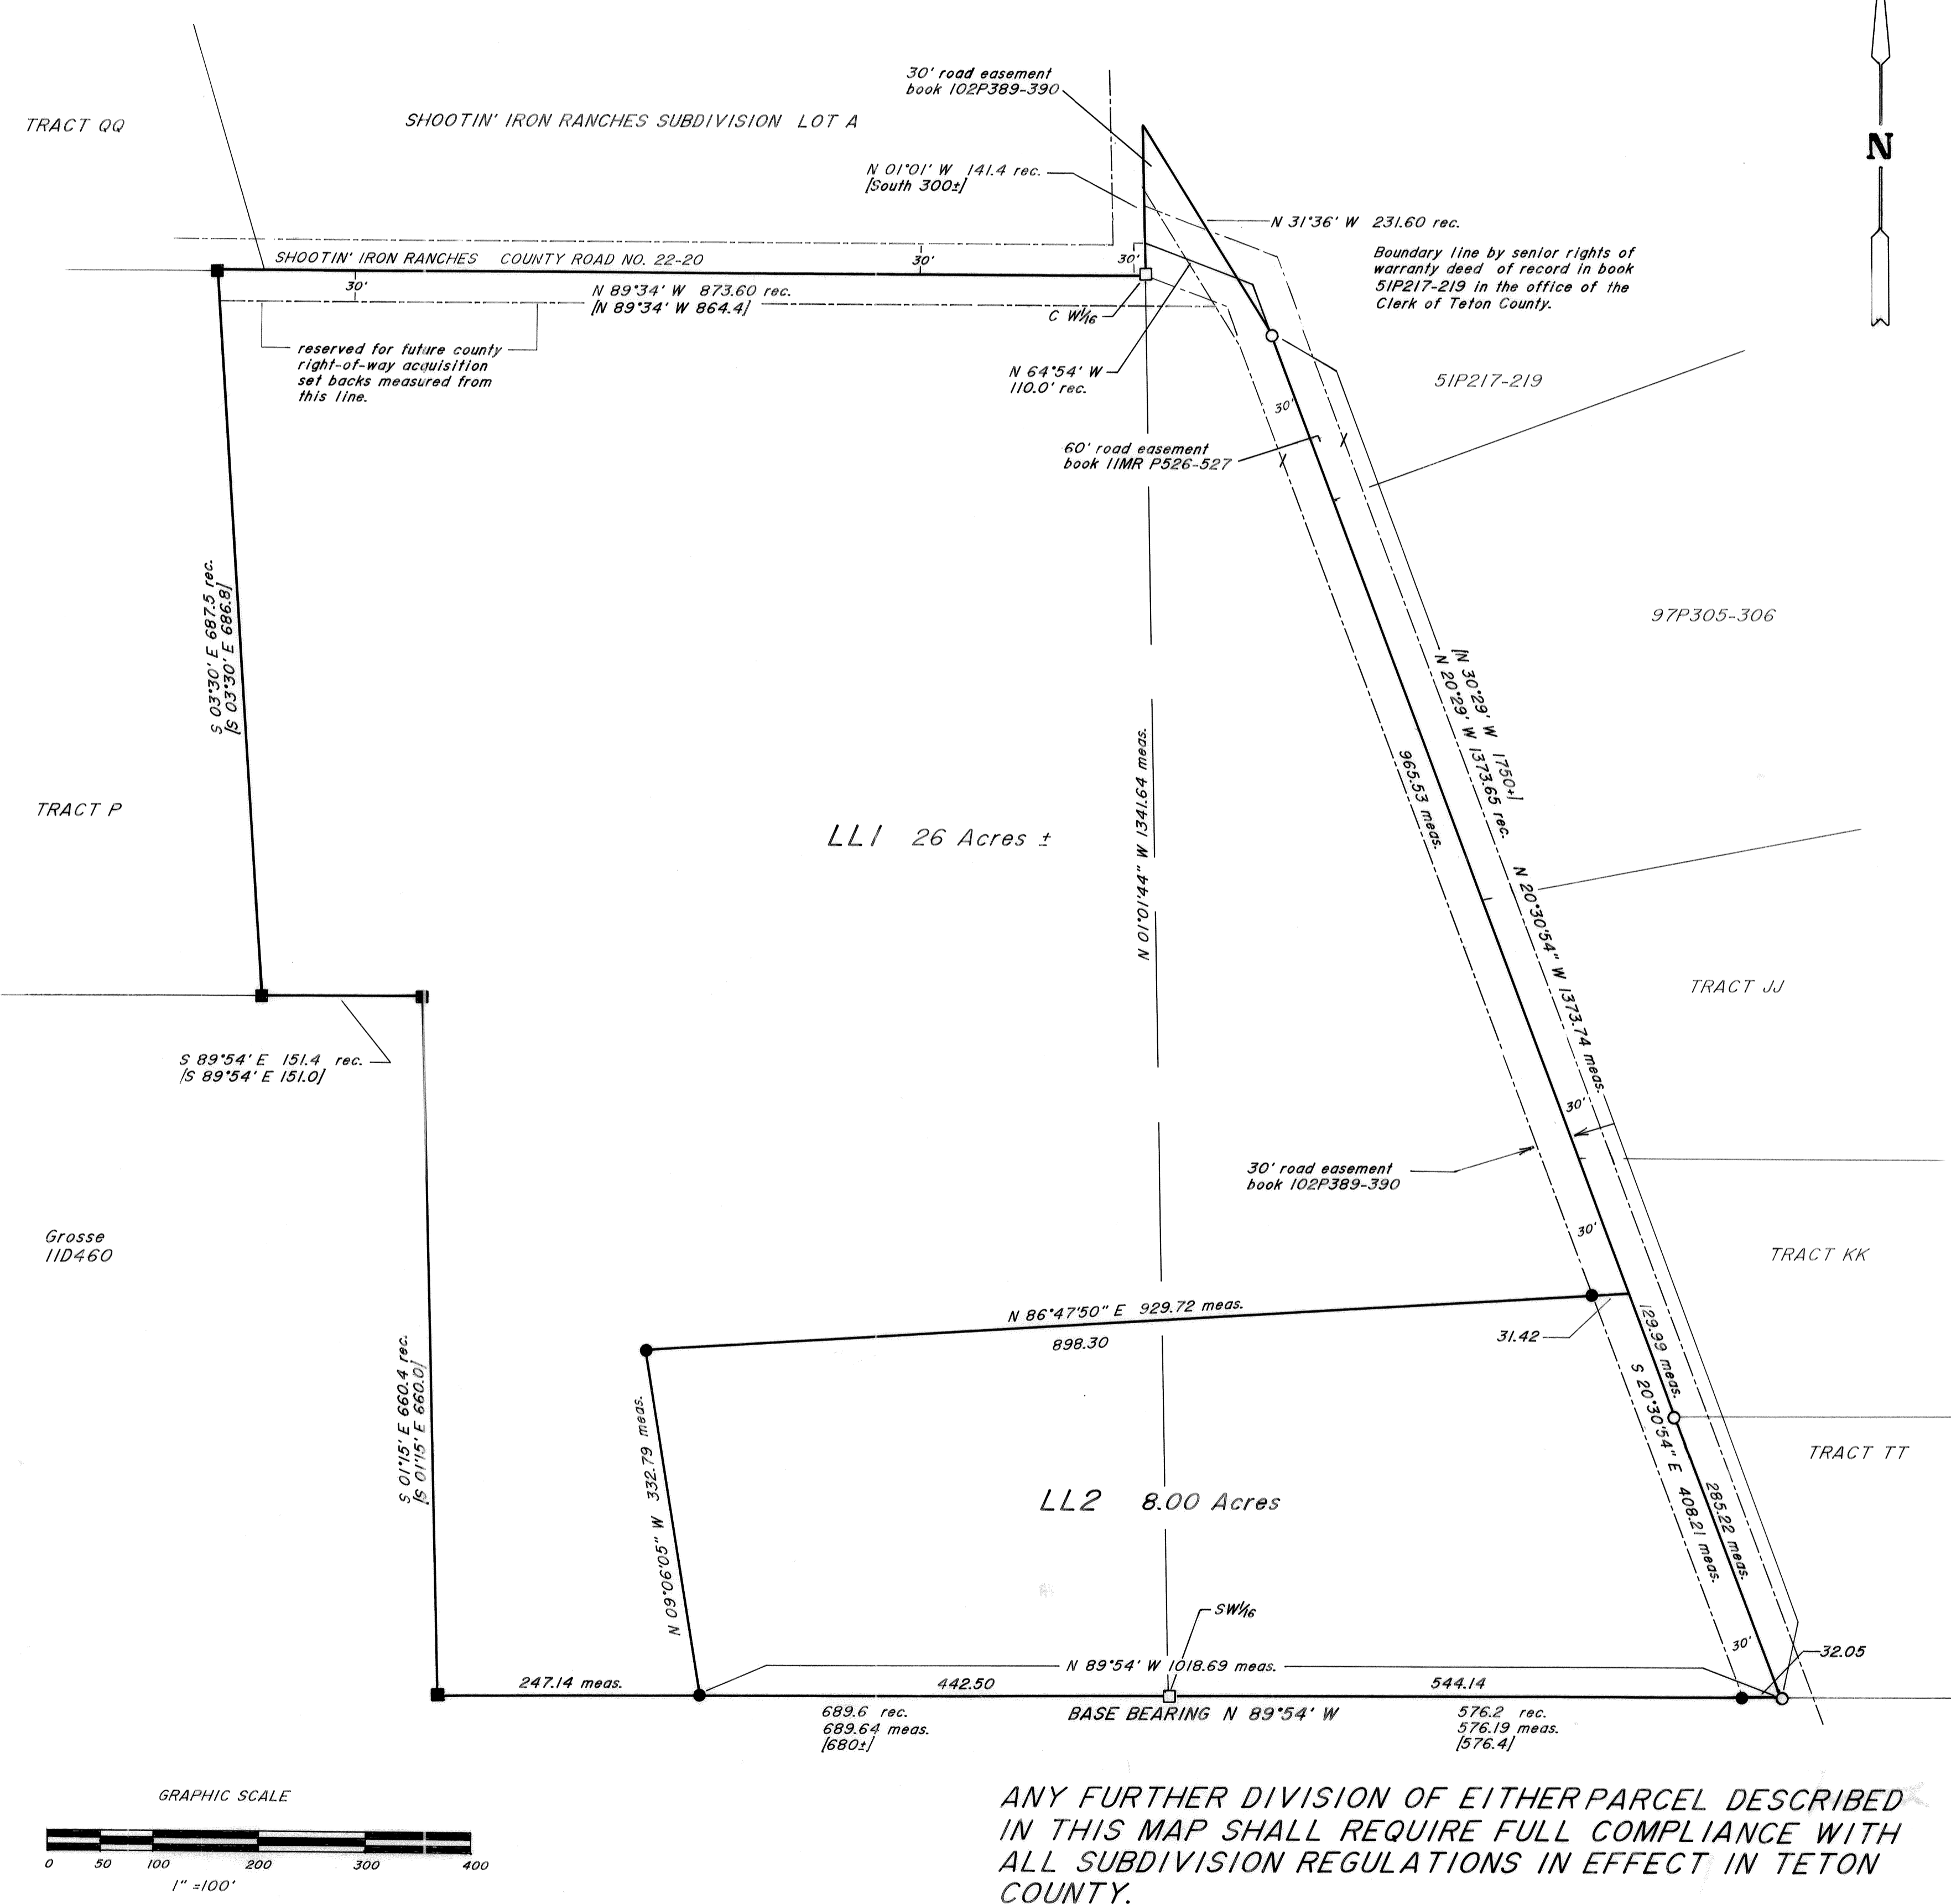 30' road easement
book 102P389-390
TRACT QQ
SHOOTIN' IRON RANCHES SUBDIVISION LOT A
N
N 01°01' W 141.4 rec.
[South 300±]
N 31°36' W 231.60 rec.
Boundary line by senior rights of
warranty deed of record in book
51P217-219 in the office of the
Clerk of Teton County.
SHOOTIN' IRON RANCHES COUNTY ROAD NO. 22-20
30'
30'
30'
N 89°34' W 873.60 rec.
[N 89°34' W 864.4]
C W1/16
reserved for future county
right-of-way acquisition
set backs measured from
this line.
N 64°54' W
110.0' rec.
51P217-219
30'
60' road easement
book 11MR P526-527
S 03°30' E 687.5 rec.
[S 03°30' E 686.8]
97P305-306
[N 30°29' W 1750±]
N 20°29' W 1373.65 rec.
965.53 meas.
N 01°01'44" W 1341.64 meas.
TRACT P
LL1 26 Acres ±
N 20°30'54" W 1373.74 meas.
TRACT JJ
S 89°54' E 151.4 rec.
[S 89°54' E 151.0]
30'
30' road easement
book 102P389-390
30'
Grosse
11D460
TRACT KK
N 86°47'50" E 929.72 meas.
898.30
31.42
129.99 meas.
S 01°15' E 660.4 rec.
[S 01°15' E 660.0]
N 09°06'05" W 332.79 meas.
S 20°30'54" E 408.21 meas.
TRACT TT
LL2 8.00 Acres
285.22 meas.
SW1/16
30'
32.05
N 89°54' W 1018.69 meas.
247.14 meas.
442.50
544.14
689.6 rec.
689.64 meas.
[680±]
BASE BEARING N 89°54' W
576.2 rec.
576.19 meas.
[576.4]
GRAPHIC SCALE
0 50 100 200 300 400
1" =100'
ANY FURTHER DIVISION OF EITHER PARCEL DESCRIBED
IN THIS MAP SHALL REQUIRE FULL COMPLIANCE WITH
ALL SUBDIVISION REGULATIONS IN EFFECT IN TETON
COUNTY.